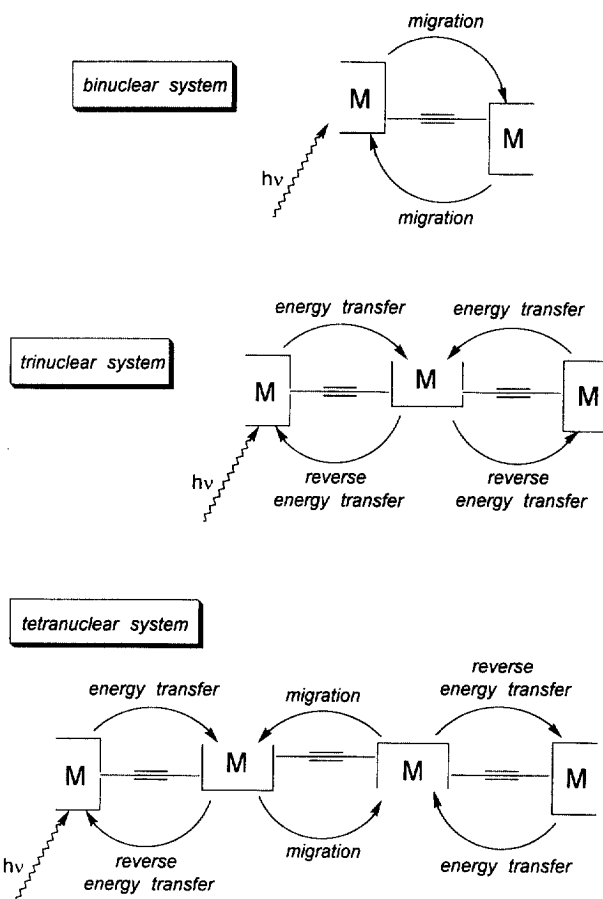 migration
binuclear system
M
M
hν
migration
energy transfer
energy transfer
trinuclear system
M
M
M
hν
reverse
energy transfer
reverse
energy transfer
tetranuclear system
energy transfer
migration
reverse
energy transfer
M
M
M
M
hν
reverse
energy transfer
migration
energy transfer